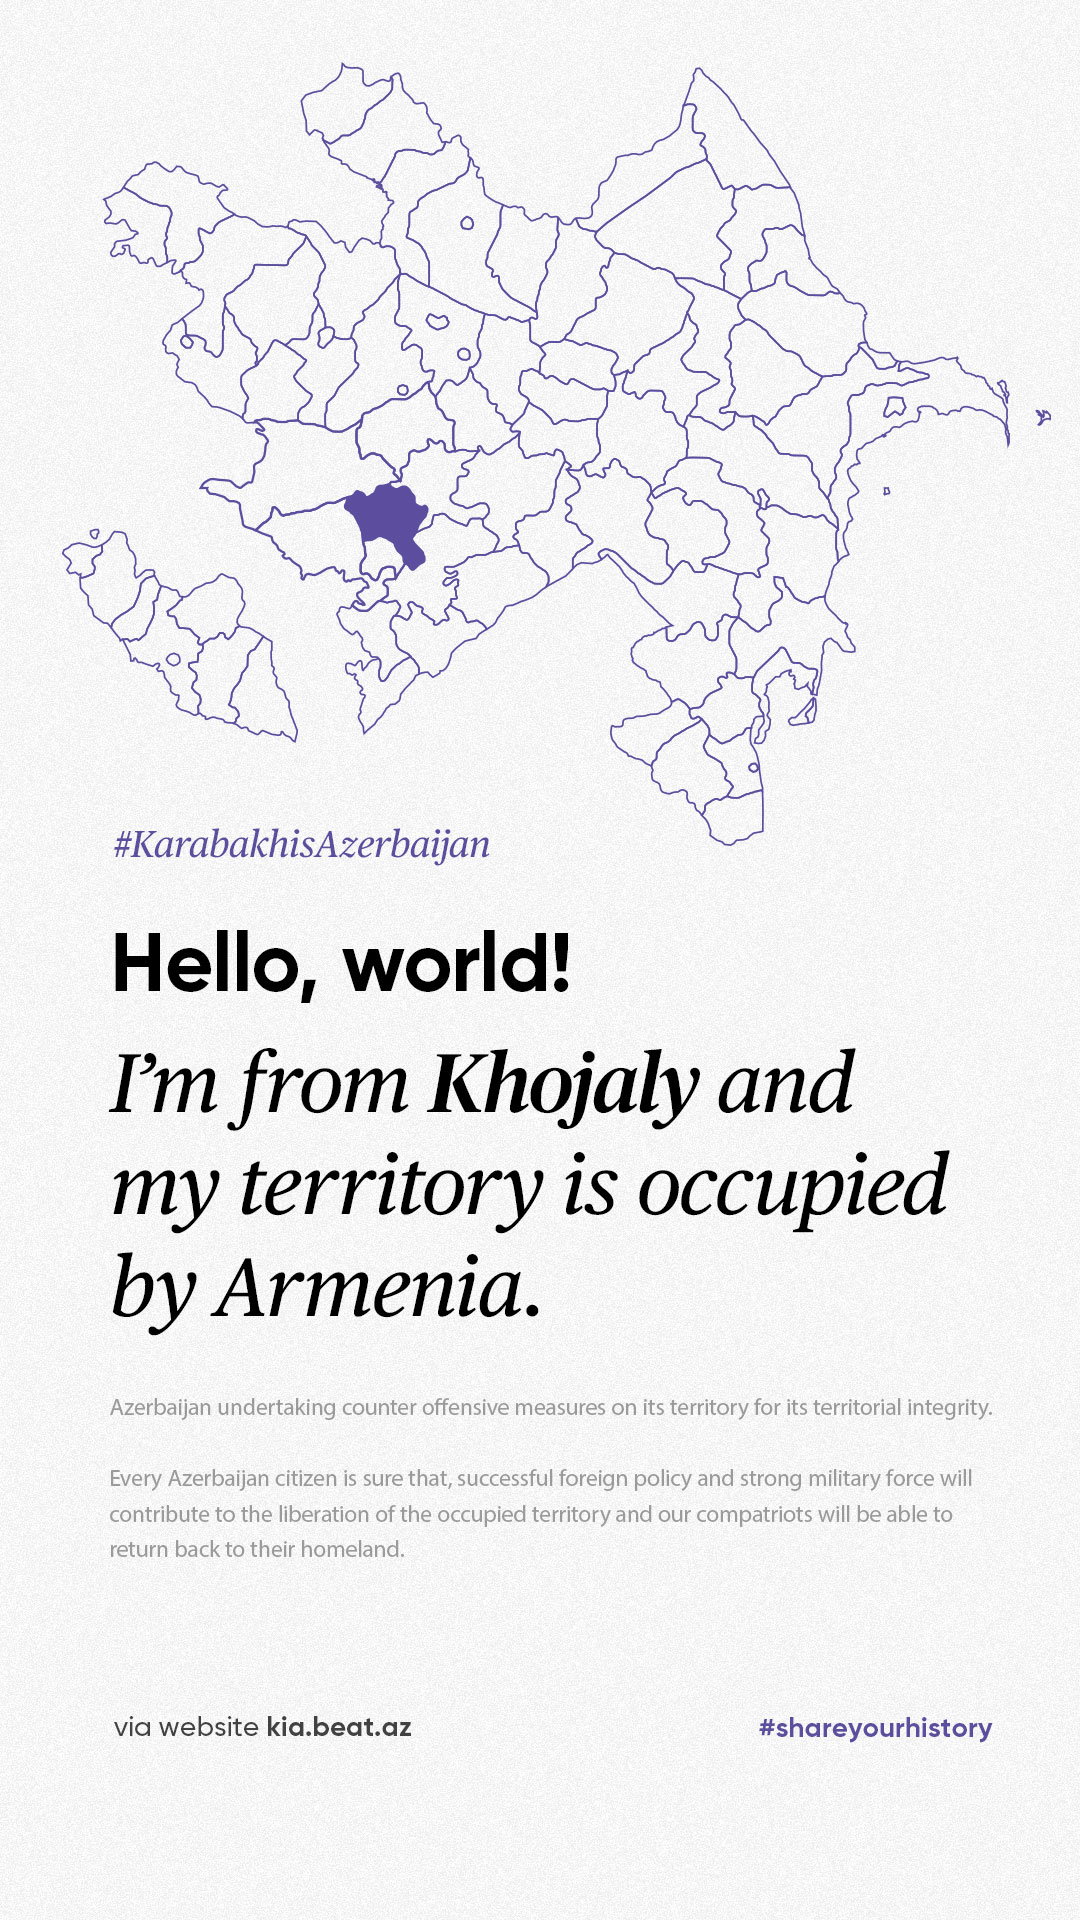 #KarabakhisAzerbaijan
Hello, world!
I’m from Khojaly and
my territory is occupied
by Armenia.
Azerbaijan undertaking counter offensive measures on its territory for its territorial integrity.
Every Azerbaijan citizen is sure that, successful foreign policy and strong military force will
contribute to the liberation of the occupied territory and our compatriots will be able to
return back to their homeland.
via website kia.beat.az
#shareyourhistory